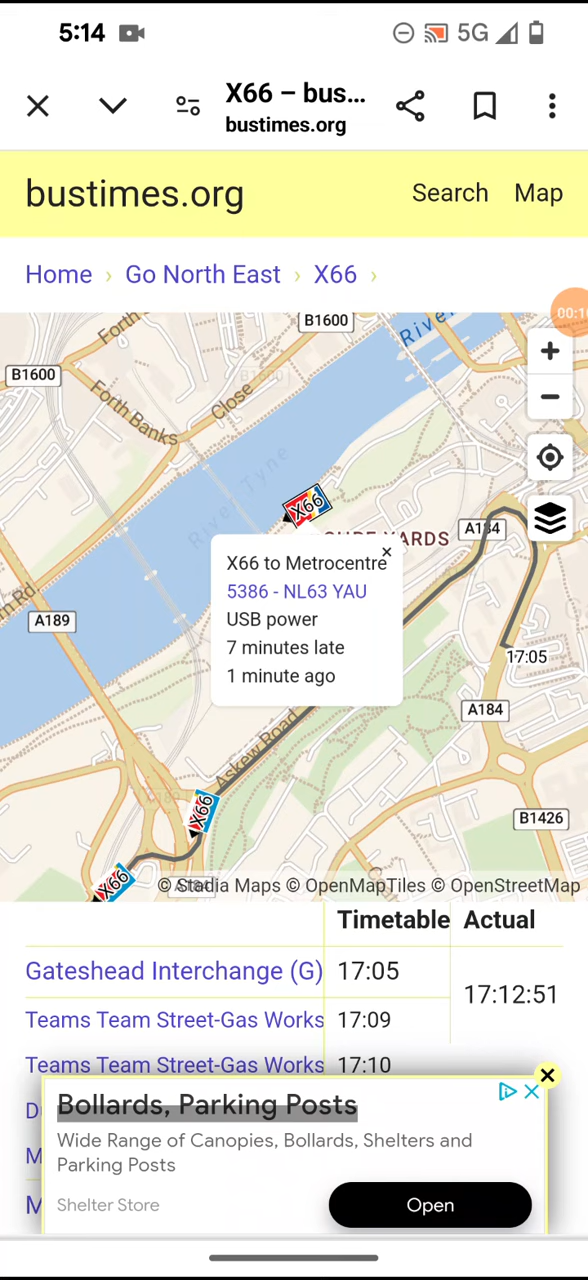 5:14
5G
X66 – bus...
bustimes.org
bustimes.org
Search Map
Home › Go North East › X66 ›
00:1
Forth
B1600
River
B1600
B1600
Forth Banks
Close
River Tyne
X66
A184
A189
X66 to Metrocentre ×
5386 - NL63 YAU
USB power
7 minutes late
1 minute ago
17:05
A184
Askew Road
X66
B1426
X66
© Stadia Maps © OpenMapTiles © OpenStreetMap
Timetable Actual
Gateshead Interchange (G) 17:05
17:12:51
Teams Team Street-Gas Works 17:09
Teams Team Street-Gas Works 17:10
D
M
M
Bollards, Parking Posts
Wide Range of Canopies, Bollards, Shelters and
Parking Posts
Shelter Store
Open